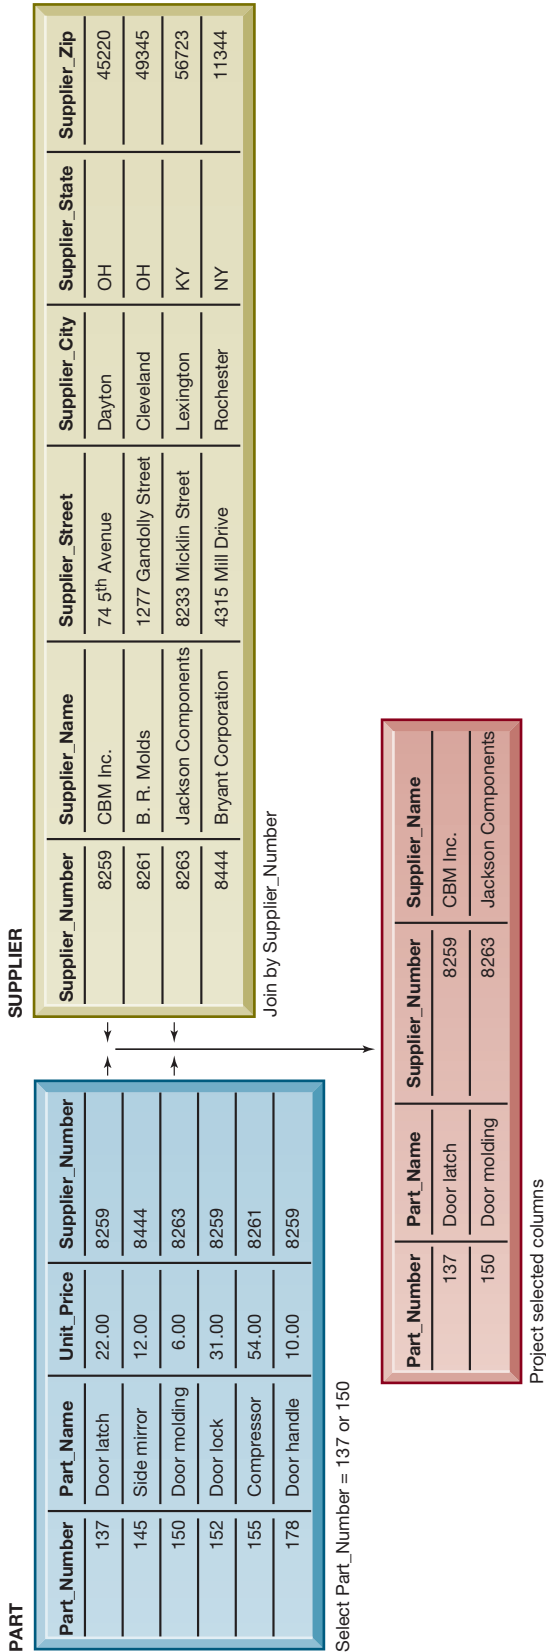 PART
Part_Number Part_Name Unit_Price Supplier_Number
137 Door latch 22.00 8259
145 Side mirror 12.00 8444
150 Door molding 6.00 8263
152 Door lock 31.00 8259
155 Compressor 54.00 8261
178 Door handle 10.00 8259
Select Part_Number = 137 or 150
SUPPLIER
Supplier_Number Supplier_Name Supplier_Street Supplier_City Supplier_State Supplier_Zip
8259 CBM Inc. 74 5th Avenue Dayton OH 45220
8261 B. R. Molds 1277 Gandolly Street Cleveland OH 49345
8263 Jackson Components 8233 Micklin Street Lexington KY 56723
8444 Bryant Corporation 4315 Mill Drive Rochester NY 11344
Join by Supplier_Number
Part_Number Part_Name Supplier_Number Supplier_Name
137 Door latch 8259 CBM Inc.
150 Door molding 8263 Jackson Components
Project selected columns